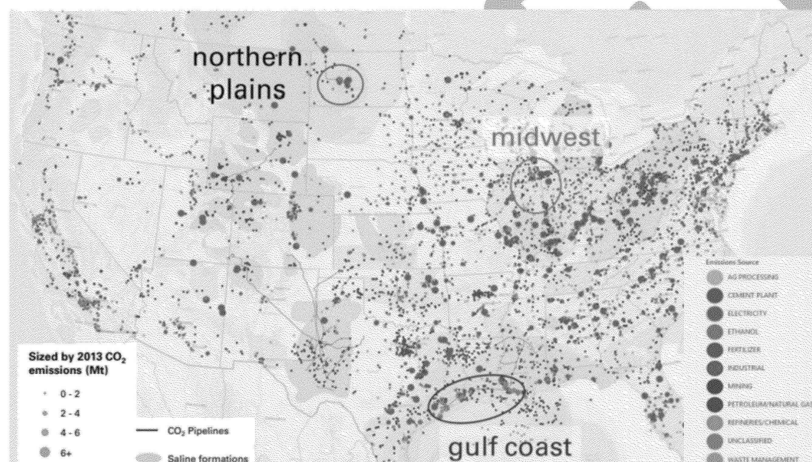 northern
plains
midwest
gulf coast
Sized by 2013 CO₂
emissions (Mt)
0 - 2
2 - 4
4 - 6
6+
CO₂ Pipelines
Saline formations
Emissions Source
AG PROCESSING
CEMENT PLANT
ELECTRICITY
ETHANOL
FERTILIZER
INDUSTRIAL
MINING
PETROLEUM/NATURAL GAS
REFINERIES/CHEMICAL
UNCLASSIFIED
WASTE MANAGEMENT